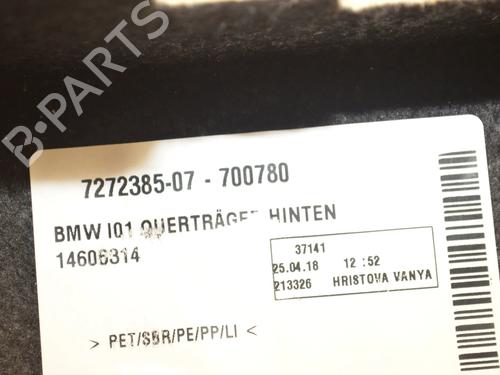 B-PARTS
7272385-07 - 700780
BMW I01 QUERTRÄGER HINTEN
14606314
37141
25.04.18 12:52
213326 HRISTOVA VANYA
> PET/SBR/PE/PP/LI <